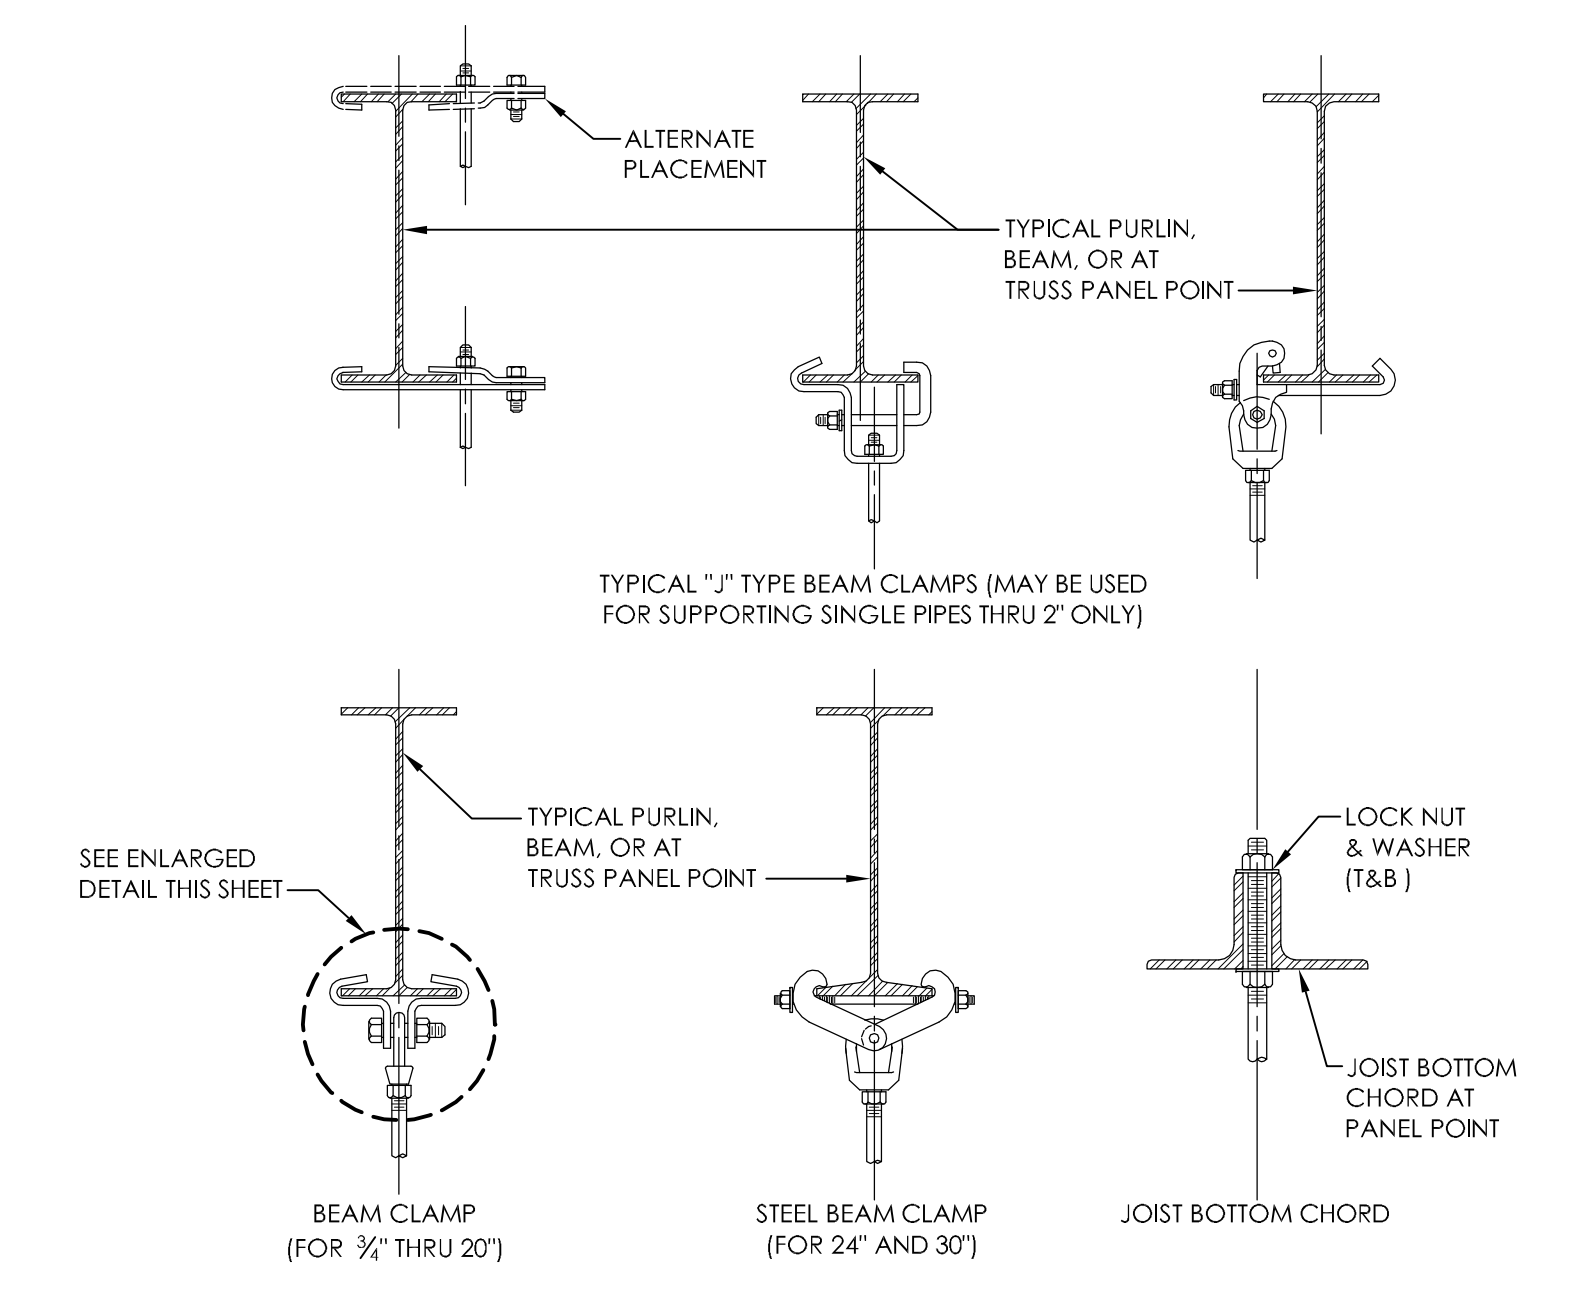 ALTERNATE
PLACEMENT
TYPICAL PURLIN,
BEAM, OR AT
TRUSS PANEL POINT
TYPICAL "J" TYPE BEAM CLAMPS (MAY BE USED
FOR SUPPORTING SINGLE PIPES THRU 2" ONLY)
SEE ENLARGED
DETAIL THIS SHEET
TYPICAL PURLIN,
BEAM, OR AT
TRUSS PANEL POINT
LOCK NUT
& WASHER
(T&B )
JOIST BOTTOM
CHORD AT
PANEL POINT
BEAM CLAMP
(FOR ¾" THRU 20")
STEEL BEAM CLAMP
(FOR 24" AND 30")
JOIST BOTTOM CHORD